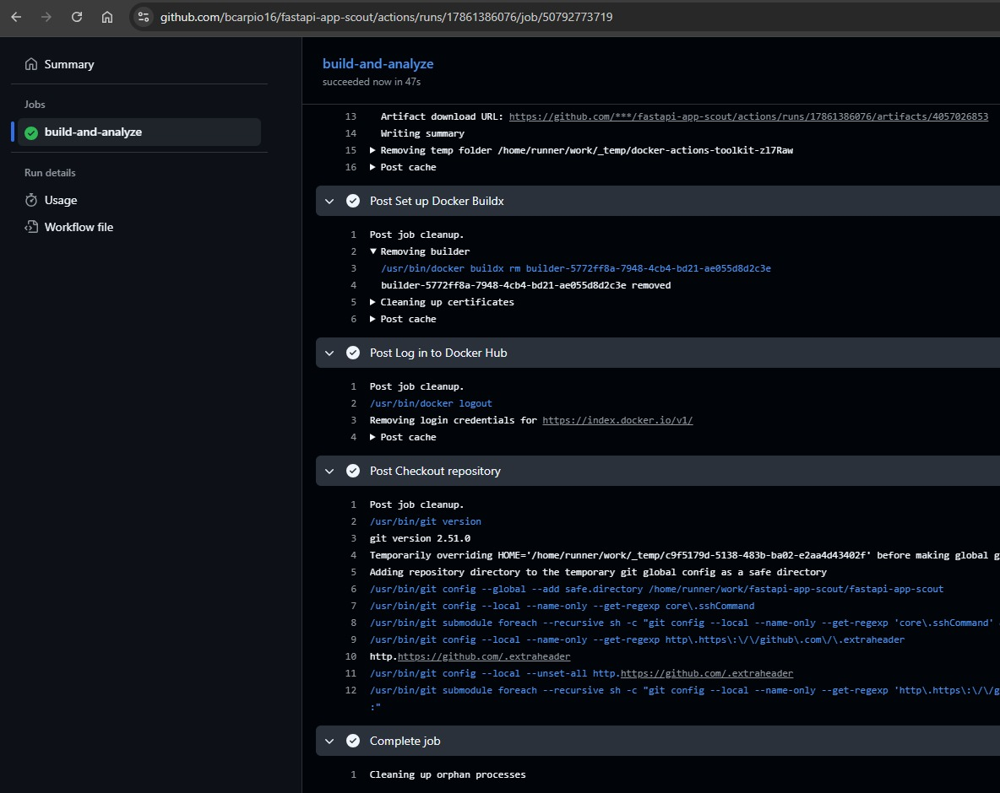 github.com/bcarpio16/fastapi-app-scout/actions/runs/17861386076/job/50792773719
Summary
Jobs
build-and-analyze
Run details
Usage
Workflow file
build-and-analyze
succeeded now in 47s
13 Artifact download URL: https://github.com/***/fastapi-app-scout/actions/runs/17861386076/artifacts/4057026853
14 Writing summary
15 Removing temp folder /home/runner/work/_temp/docker-actions-toolkit-zl7Raw
16 Post cache
Post Set up Docker Buildx
1 Post job cleanup.
2 Removing builder
3 /usr/bin/docker buildx rm builder-5772ff8a-7948-4cb4-bd21-ae055d8d2c3e
4 builder-5772ff8a-7948-4cb4-bd21-ae055d8d2c3e removed
5 Cleaning up certificates
6 Post cache
Post Log in to Docker Hub
1 Post job cleanup.
2 /usr/bin/docker logout
3 Removing login credentials for https://index.docker.io/v1/
4 Post cache
Post Checkout repository
1 Post job cleanup.
2 /usr/bin/git version
3 git version 2.51.0
4 Temporarily overriding HOME='/home/runner/work/_temp/c9f5179d-5138-483b-ba02-e2aa4d43402f' before making global g
5 Adding repository directory to the temporary git global config as a safe directory
6 /usr/bin/git config --global --add safe.directory /home/runner/work/fastapi-app-scout/fastapi-app-scout
7 /usr/bin/git config --local --name-only --get-regexp core\.sshCommand
8 /usr/bin/git submodule foreach --recursive sh -c "git config --local --name-only --get-regexp 'core\.sshCommand'
9 /usr/bin/git config --local --name-only --get-regexp http\.https\:\/\/github\.com\/\.extraheader
10 http.https://github.com/.extraheader
11 /usr/bin/git config --local --unset-all http.https://github.com/.extraheader
12 /usr/bin/git submodule foreach --recursive sh -c "git config --local --name-only --get-regexp 'http\.https\:\/\/g
:"
Complete job
1 Cleaning up orphan processes